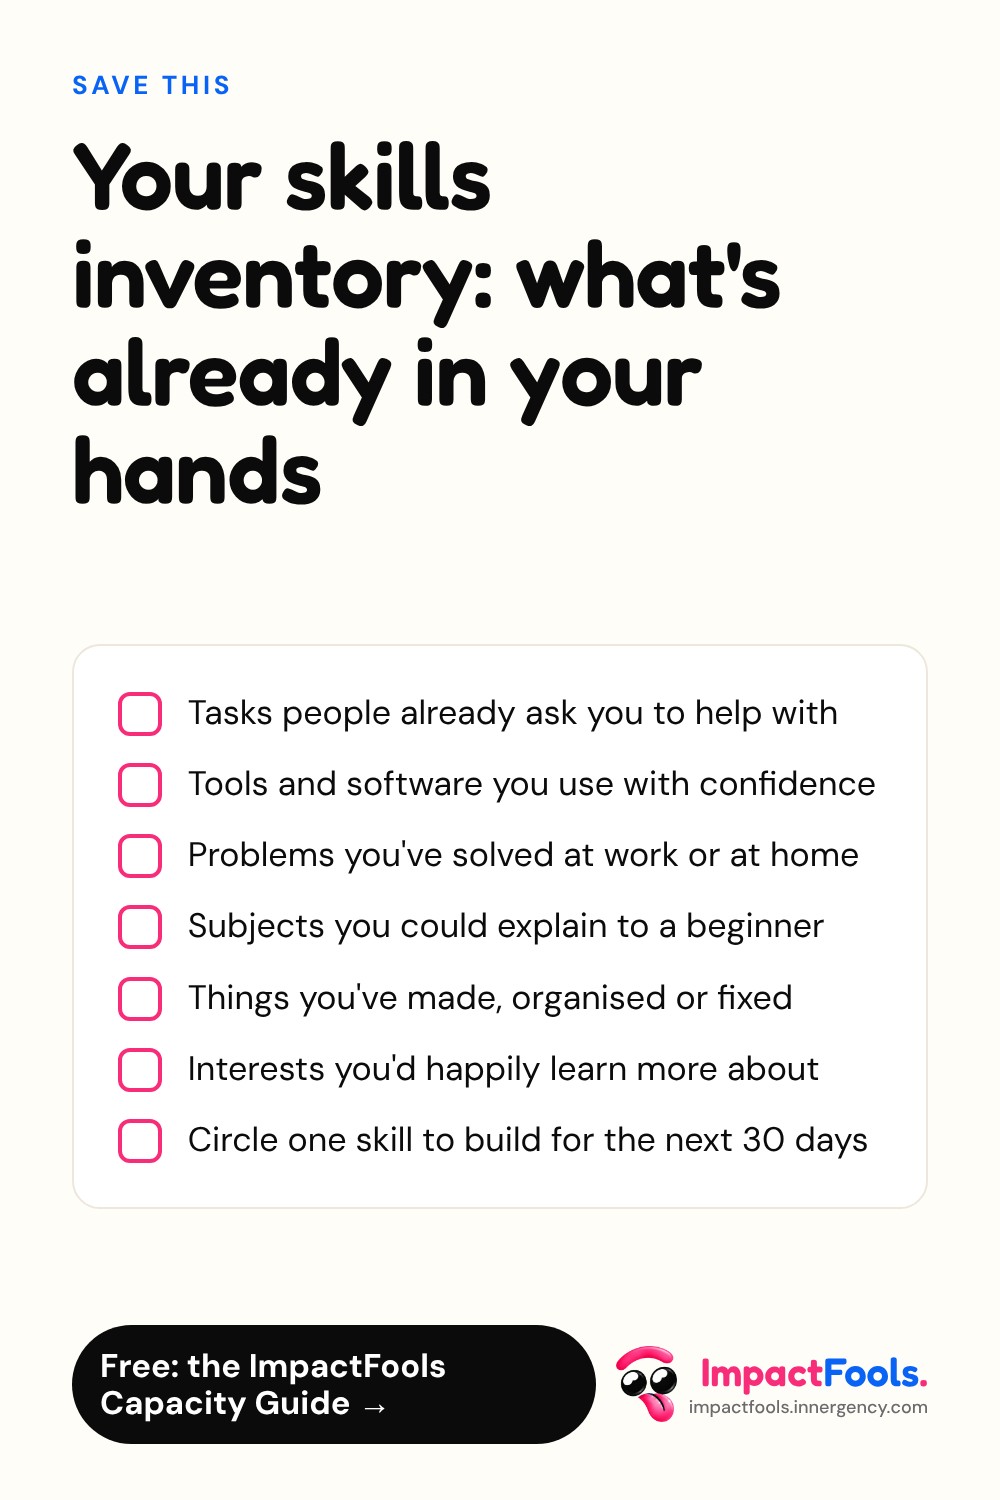 SAVE THIS
Your skills
inventory: what's
already in your
hands
Tasks people already ask you to help with
Tools and software you use with confidence
Problems you've solved at work or at home
Subjects you could explain to a beginner
Things you've made, organised or fixed
Interests you'd happily learn more about
Circle one skill to build for the next 30 days
Free: the ImpactFools
Capacity Guide →
ImpactFools.
impactfools.innergency.com